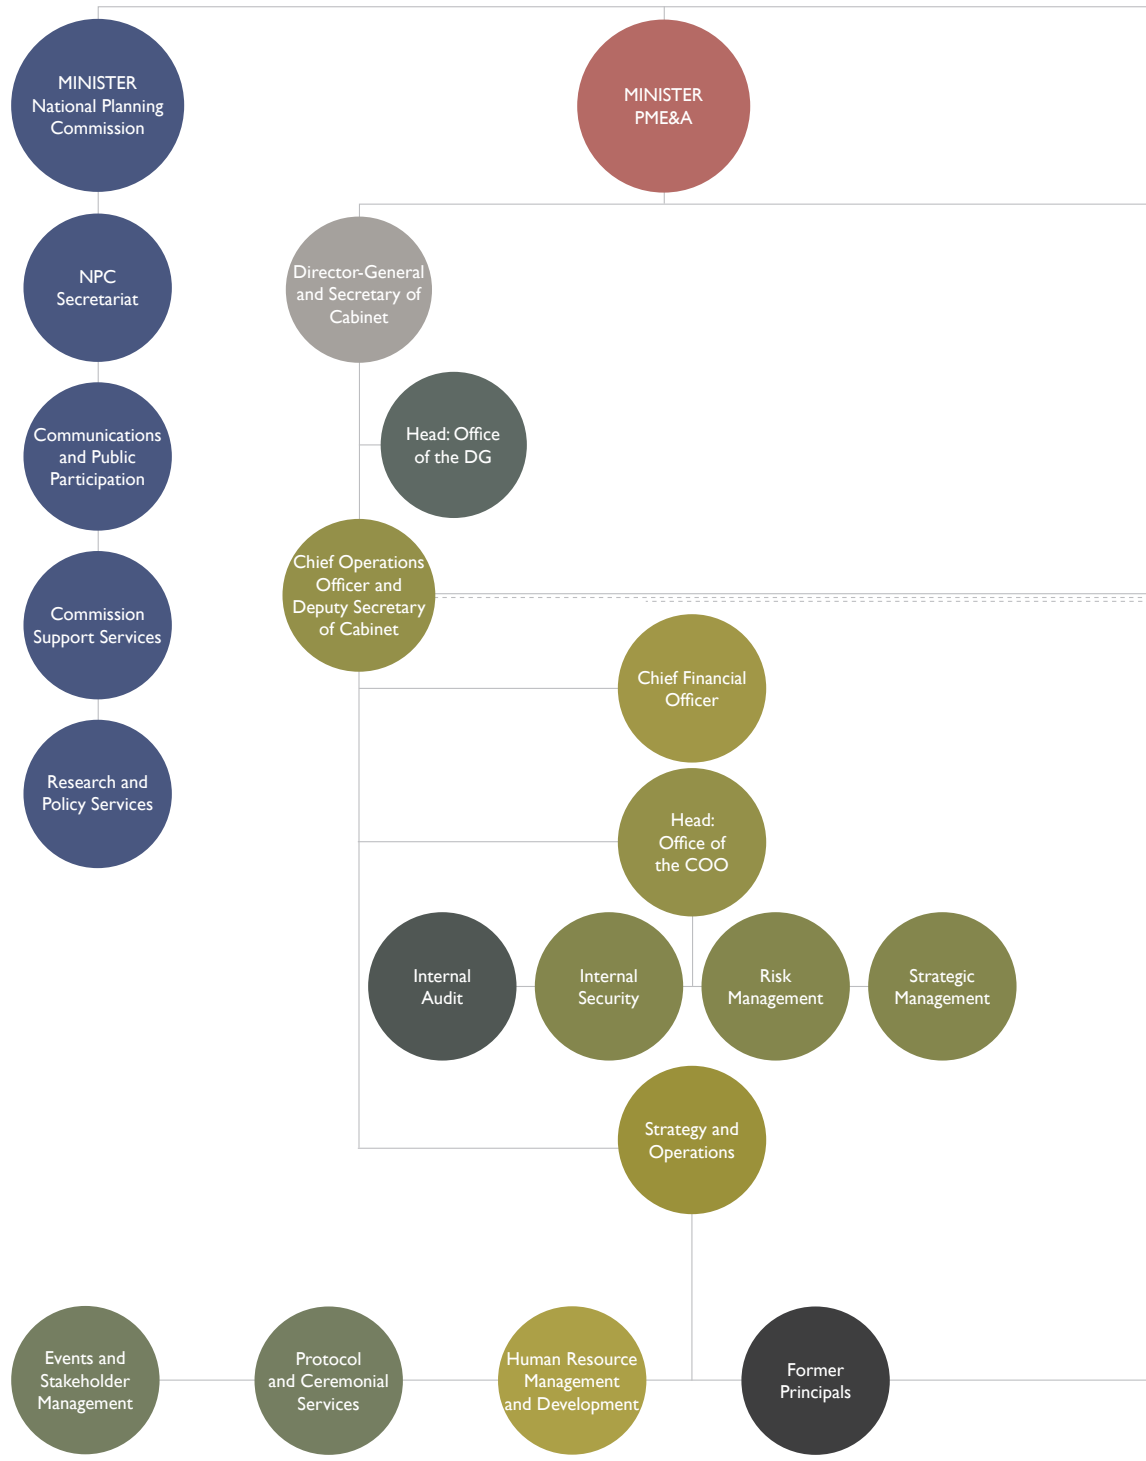 MINISTER
National Planning
Commission
MINISTER
PME&A
NPC
Secretariat
Director-General
and Secretary of
Cabinet
Communications
and Public
Participation
Head: Office
of the DG
Chief Operations
Officer and
Deputy Secretary
of Cabinet
Commission
Support Services
Chief Financial
Officer
Research and
Policy Services
Head:
Office of
the COO
Internal
Audit
Internal
Security
Risk
Management
Strategic
Management
Strategy and
Operations
Events and
Stakeholder
Management
Protocol
and Ceremonial
Services
Human Resource
Management
and Development
Former
Principals